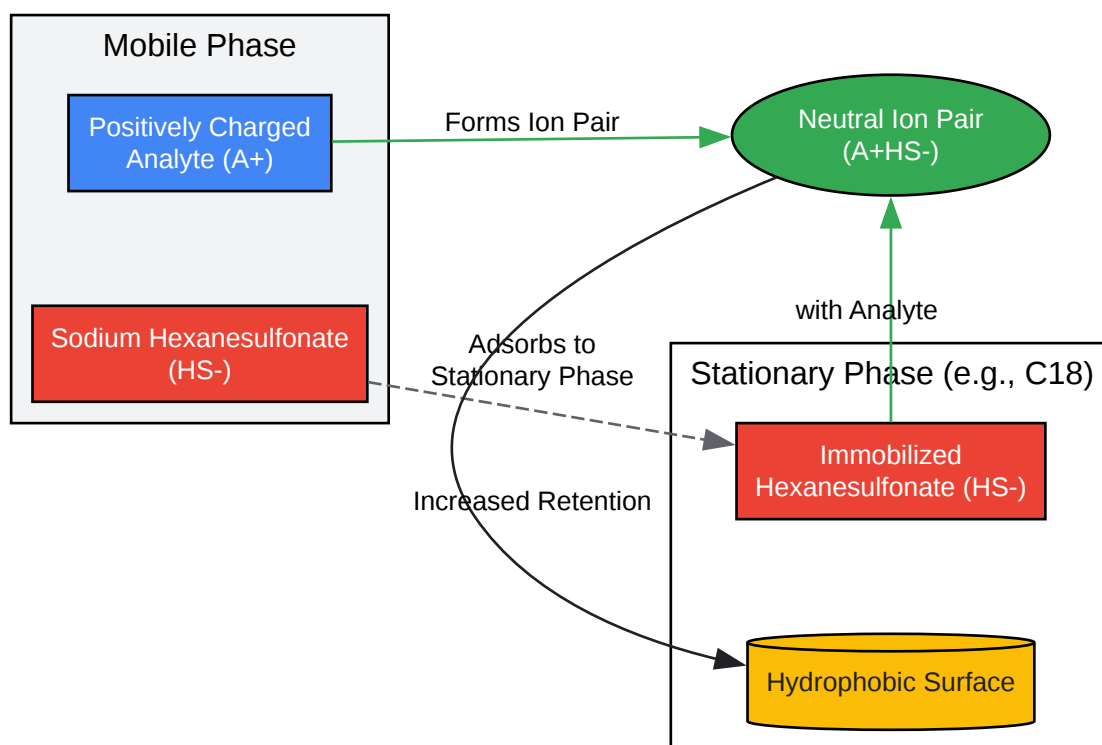 Mobile Phase
Positively Charged
Analyte (A+)
Forms Ion Pair
Neutral Ion Pair
(A+HS-)
Sodium Hexanesulfonate
(HS-)
with Analyte
Adsorbs to
Stationary Phase
Stationary Phase (e.g., C18)
Immobilized
Hexanesulfonate (HS-)
Increased Retention
Hydrophobic Surface